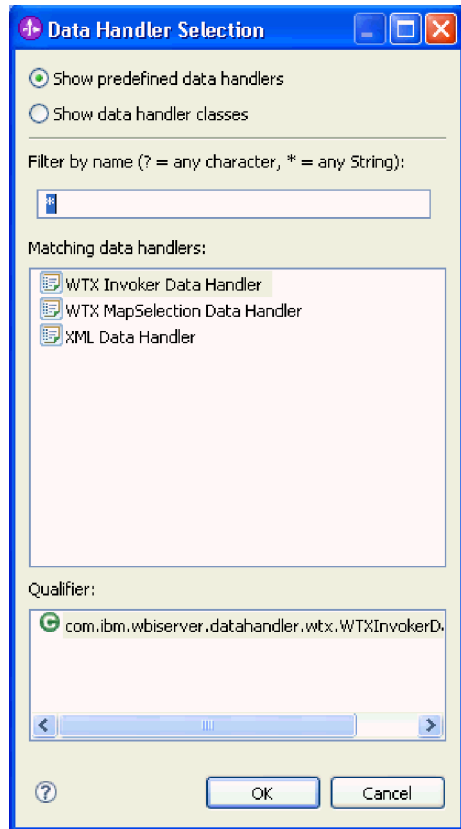 Data Handler Selection
Show predefined data handlers
Show data handler classes
Filter by name (? = any character, * = any String):
*
Matching data handlers:
WTX Invoker Data Handler
WTX MapSelection Data Handler
XML Data Handler
Qualifier:
com.ibm.wbiserver.datahandler.wtx.WTXInvokerD
OK
Cancel